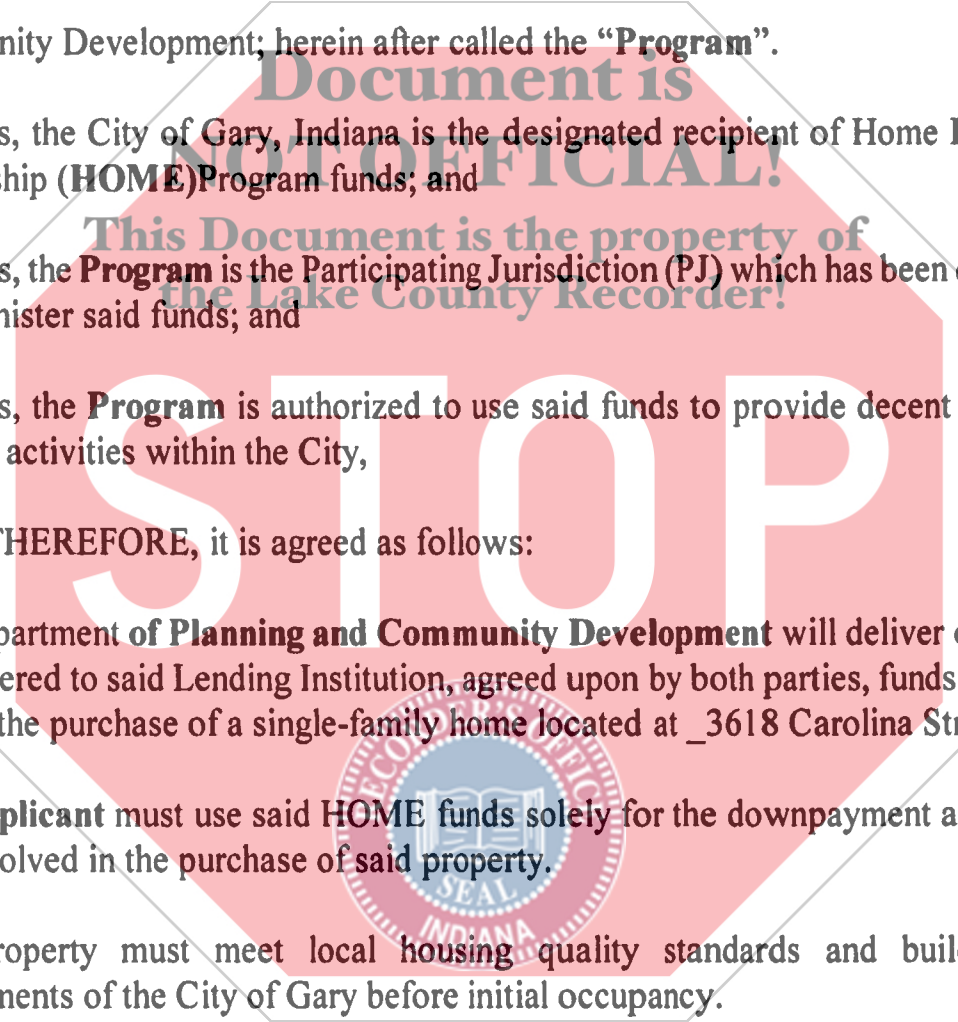 nity Development; herein after called the “Program”.
Document is
s, the City of Gary, Indiana is the designated recipient of Home
NOT OFFICIAL!
ship (HOME)Program funds; and
This Document is the property of
s, the Program is the Participating Jurisdiction (PJ) which has been
the Lake County Recorder!
nister said funds; and
s, the Program is authorized to use said funds to provide decent
activities within the City,
STOP
THEREFORE, it is agreed as follows:
partment of Planning and Community Development will deliver
ered to said Lending Institution, agreed upon by both parties, funds
the purchase of a single-family home located at _3618 Carolina Str
plicant must use said HOME funds solely for the downpayment a
olved in the purchase of said property.
RECORDER'S OFFICE
SEAL
INDIANA
roperty must meet local housing quality standards and buil
ments of the City of Gary before initial occupancy.